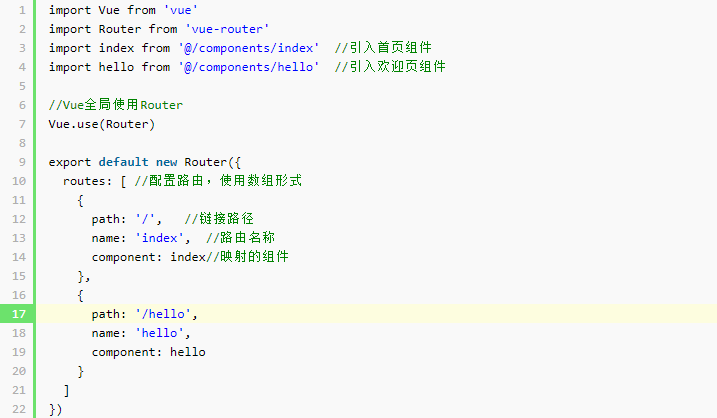 1 import Vue from 'vue'
2 import Router from 'vue-router'
3 import index from '@/components/index'  //引入首页组件
4 import hello from '@/components/hello'  //引入欢迎页组件
5
6 //Vue全局使用Router
7 Vue.use(Router)
8
9 export default new Router({
10   routes: [ //配置路由，使用数组形式
11     {
12       path: '/',   //链接路径
13       name: 'index',  //路由名称
14       component: index//映射的组件
15     },
16     {
17       path: '/hello',
18       name: 'hello',
19       component: hello
20     }
21   ]
22 })